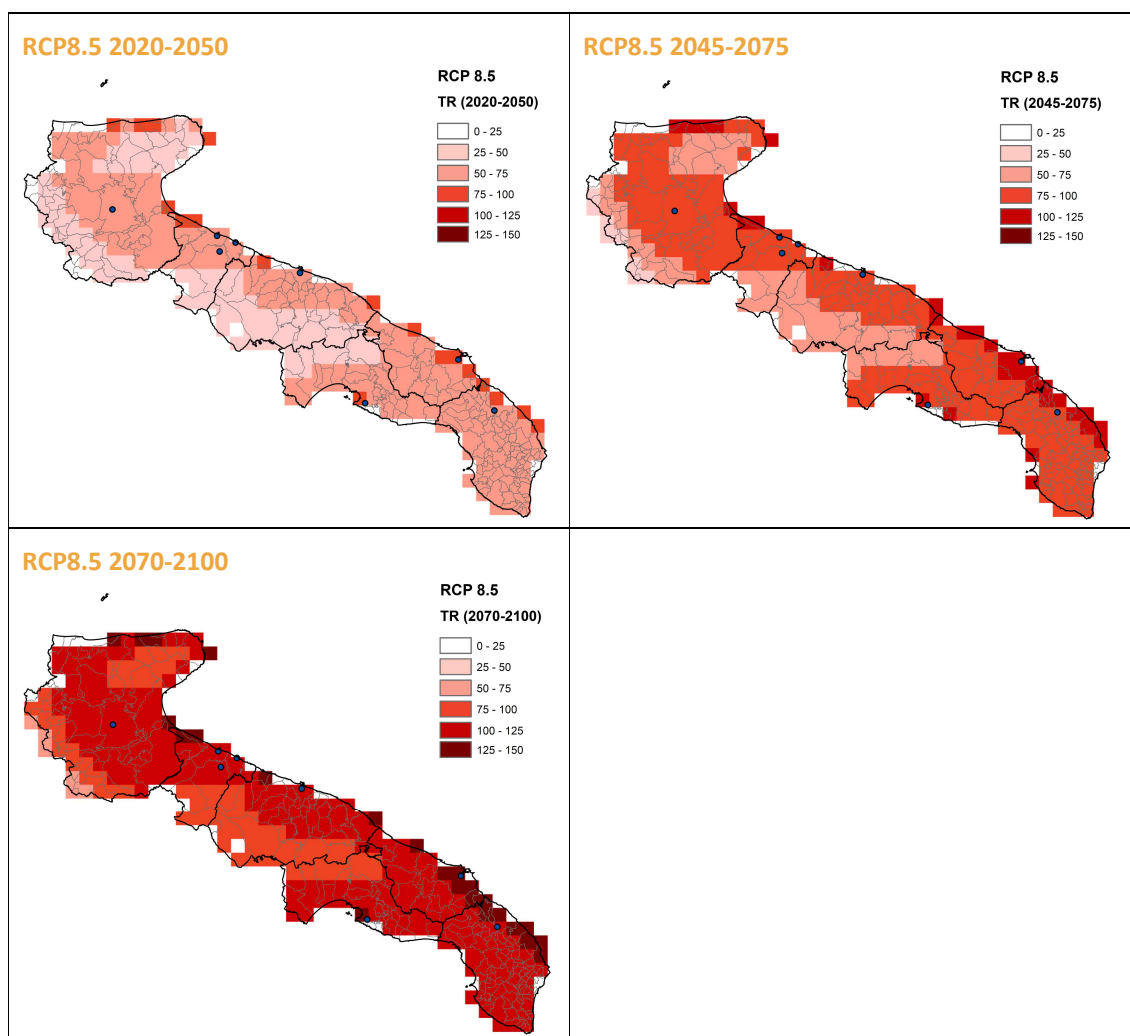 RCP8.5 2020-2050
RCP 8.5
TR (2020-2050)
0 - 25
25 - 50
50 - 75
75 - 100
100 - 125
125 - 150
RCP8.5 2045-2075
RCP 8.5
TR (2045-2075)
0 - 25
25 - 50
50 - 75
75 - 100
100 - 125
125 - 150
RCP8.5 2070-2100
RCP 8.5
TR (2070-2100)
0 - 25
25 - 50
50 - 75
75 - 100
100 - 125
125 - 150